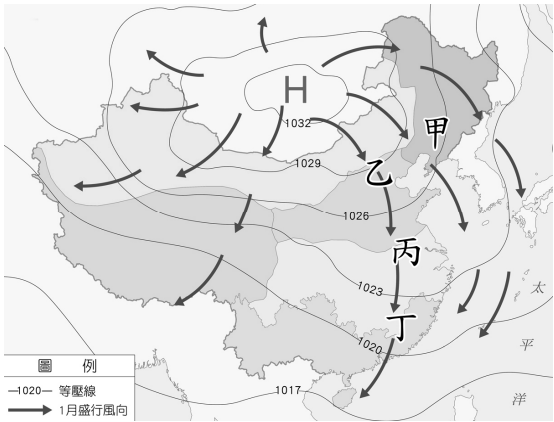 H
1032
甲
1029
乙
1026
丙
1023
太
平
洋
丁
1020
1017
圖 例
—1020— 等壓線
1月盛行風向